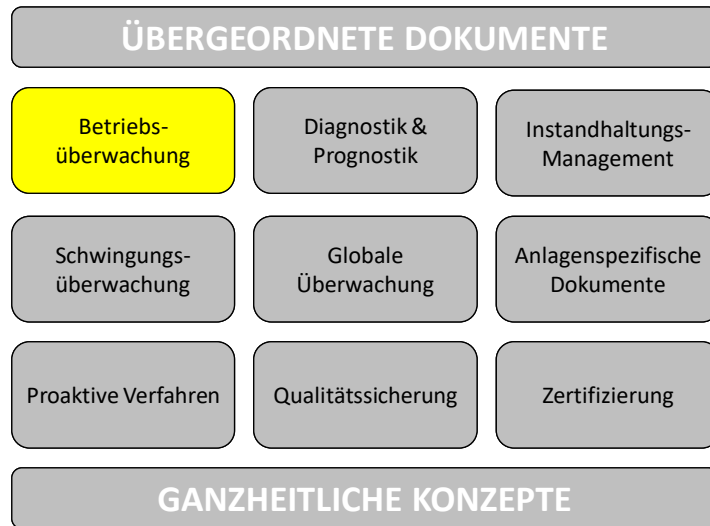 ÜBERGEORDNETE DOKUMENTE
Betriebs-
überwachung
Diagnostik &
Prognostik
Instandhaltungs-
Management
Schwingungs-
überwachung
Globale
Überwachung
Anlagenspezifische
Dokumente
Proaktive Verfahren
Qualitätssicherung
Zertifizierung
GANZHEITLICHE KONZEPTE